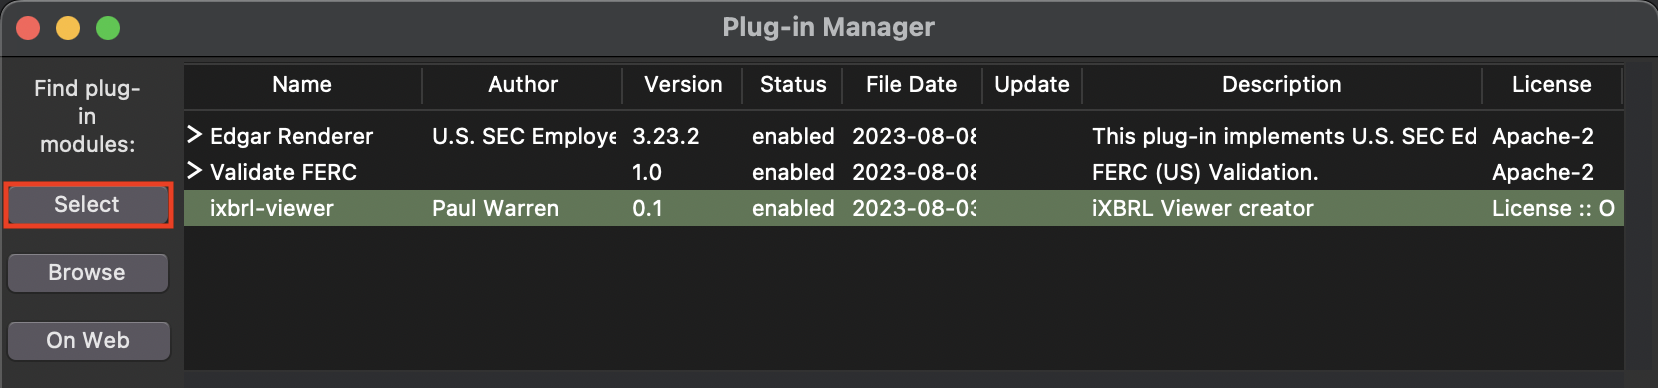 Plug-in Manager
Find plug-
in
modules:
Select
Browse
On Web
Name Author Version Status File Date Update Description License
Edgar Renderer U.S. SEC Employe 3.23.2 enabled 2023-08-08 This plug-in implements U.S. SEC Ed Apache-2
Validate FERC 1.0 enabled 2023-08-08 FERC (US) Validation. Apache-2
ixbrl-viewer Paul Warren 0.1 enabled 2023-08-03 iXBRL Viewer creator License :: O